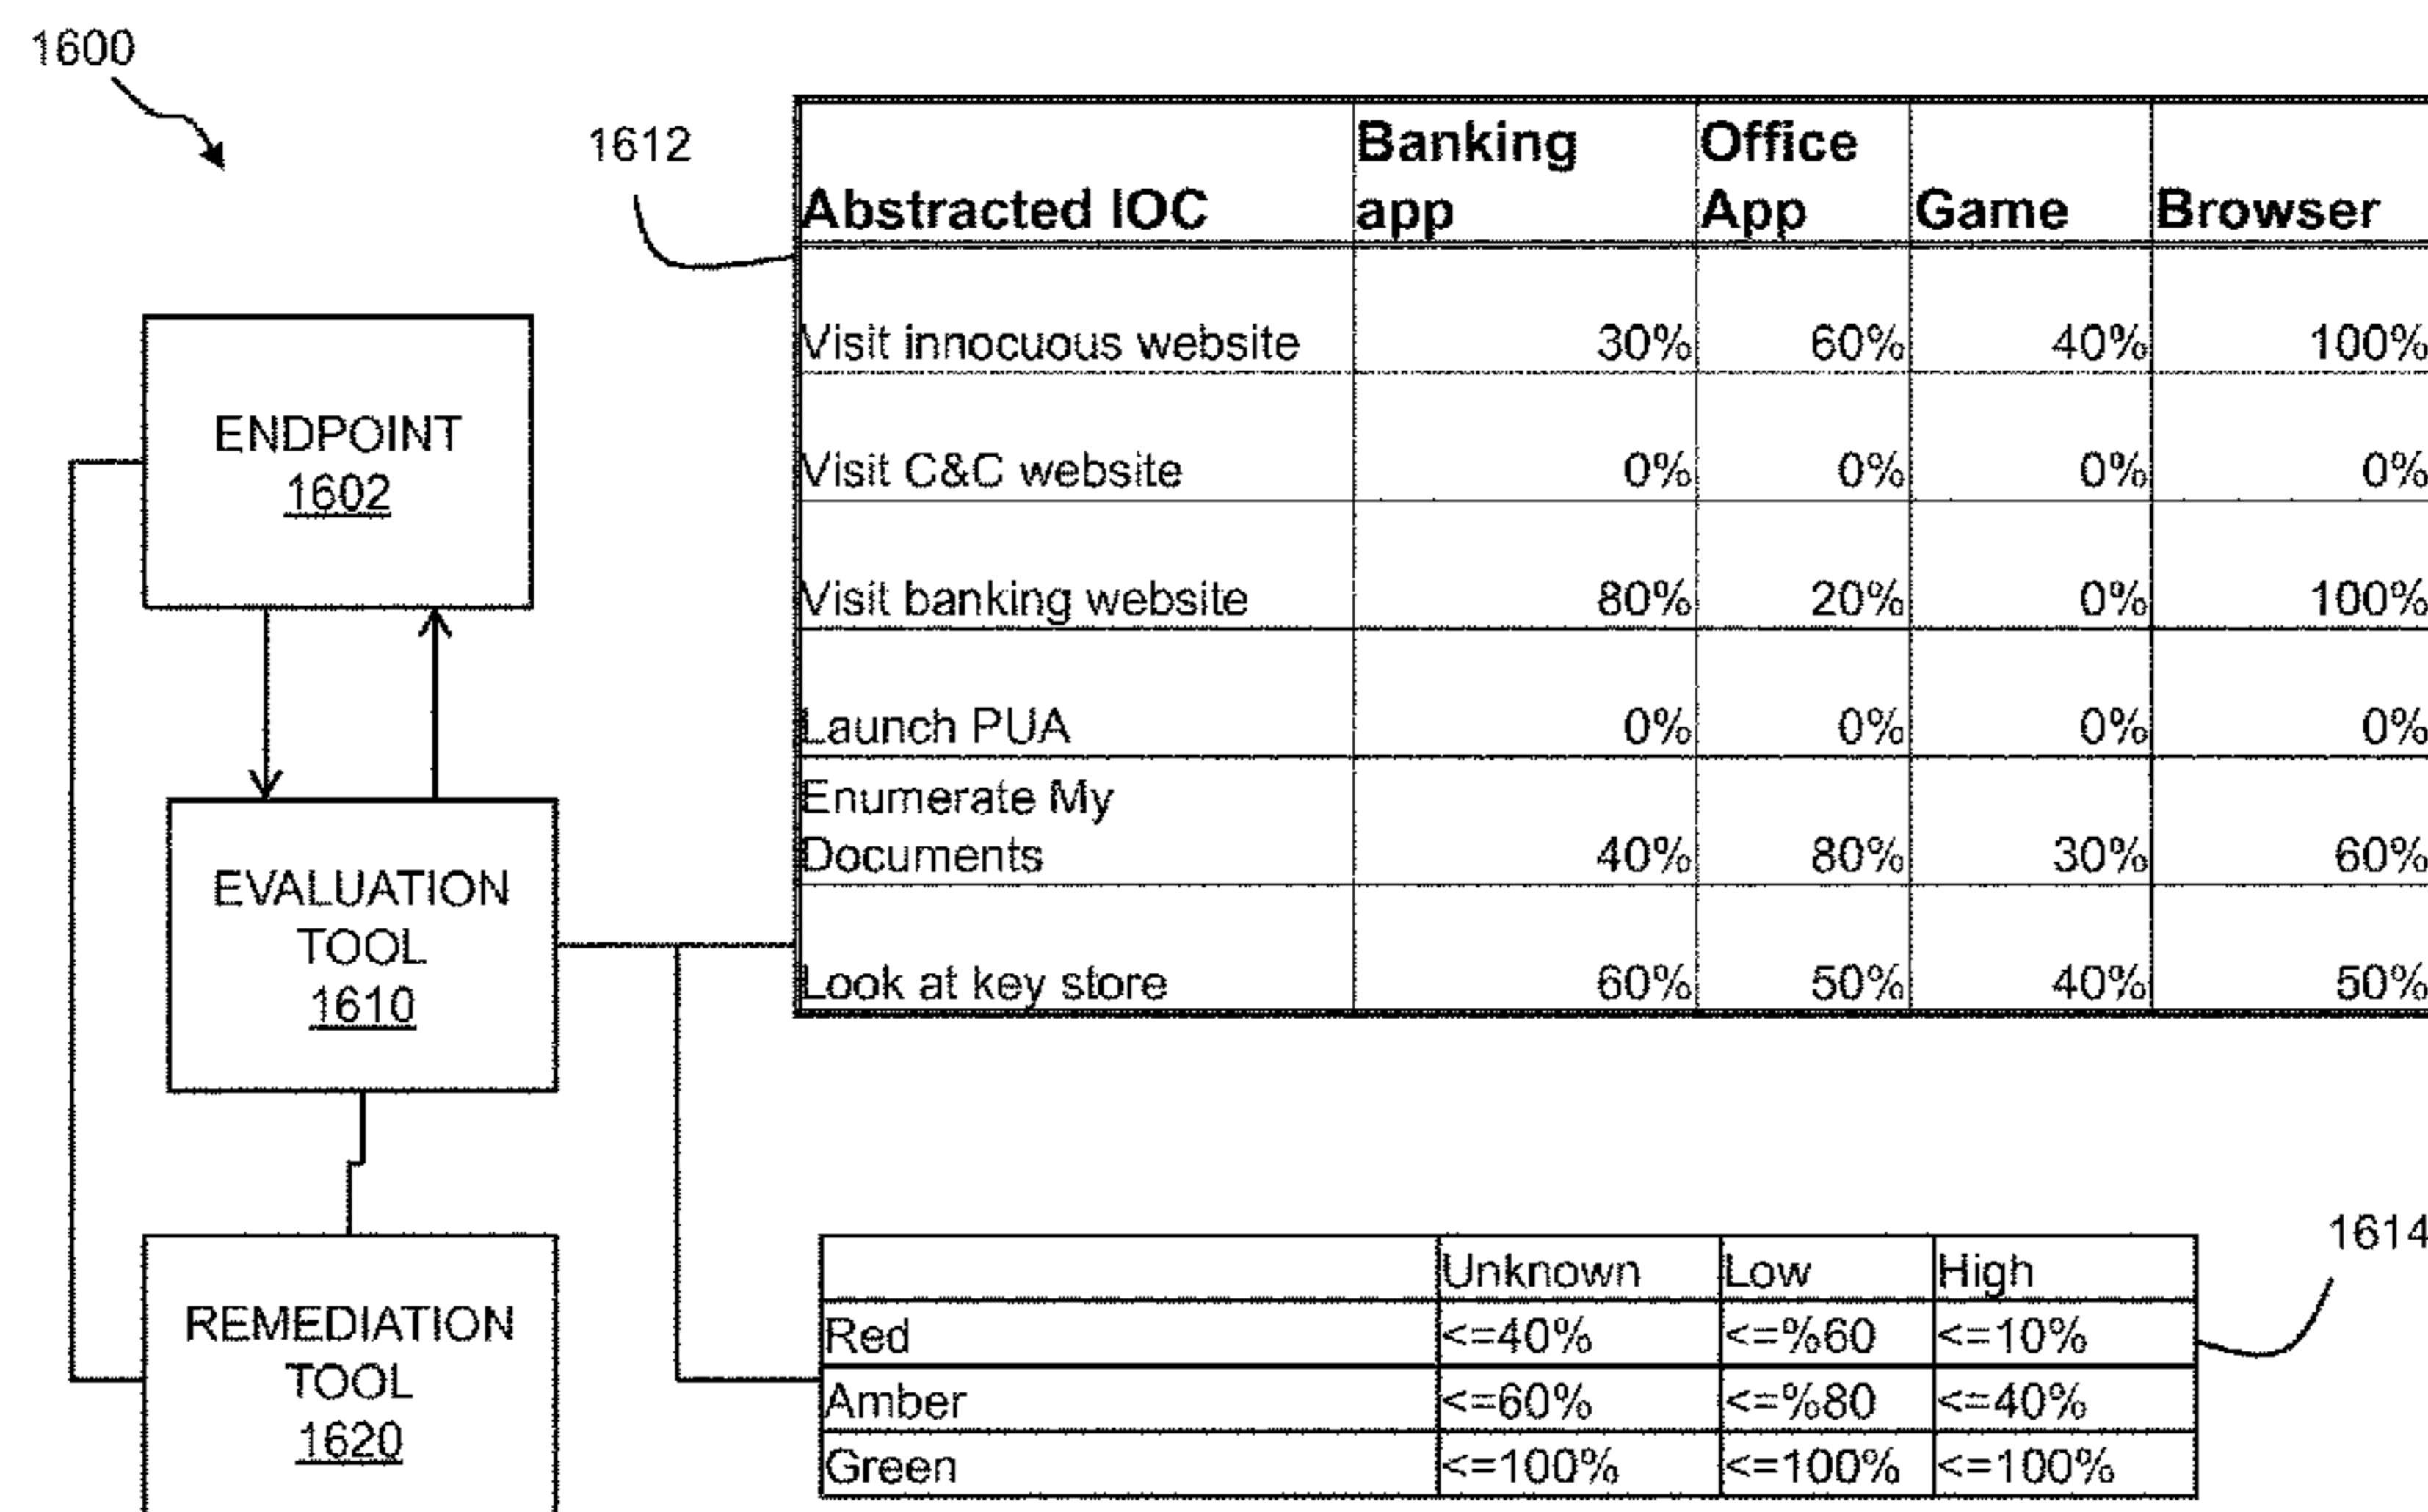 1600
1612
Abstracted IOC Banking app Office App Game Browser
Visit innocuous website 30% 60% 40% 100%
Visit C&C website 0% 0% 0% 0%
Visit banking website 80% 20% 0% 100%
Launch PUA 0% 0% 0% 0%
Enumerate My
Documents 40% 80% 30% 60%
Look at key store 60% 50% 40% 50%
ENDPOINT
1602
EVALUATION
TOOL
1610
REMEDIATION
TOOL
1620
1614
Unknown Low High
Red <=40% <=%60 <=10%
Amber <=60% <=%80 <=40%
Green <=100% <=100% <=100%